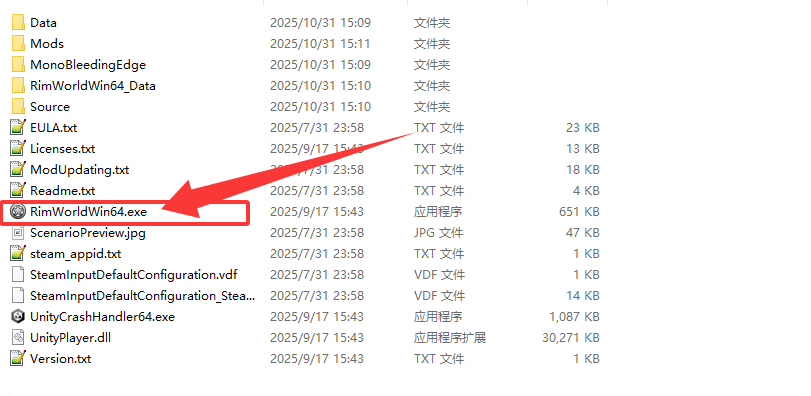 Data 2025/10/31 15:09 文件夹
Mods 2025/10/31 15:11 文件夹
MonoBleedingEdge 2025/10/31 15:09 文件夹
RimWorldWin64_Data 2025/10/31 15:10 文件夹
Source 2025/10/31 15:10 文件夹
EULA.txt 2025/7/31 23:58 TXT 文件 23 KB
Licenses.txt 2025/9/17 15:43 TXT 文件 13 KB
ModUpdating.txt 2025/7/31 23:58 TXT 文件 18 KB
Readme.txt 2025/7/31 23:58 TXT 文件 4 KB
RimWorldWin64.exe 2025/9/17 15:43 应用程序 651 KB
ScenarioPreview.jpg 2025/7/31 23:58 JPG 文件 47 KB
steam_appid.txt 2025/7/31 23:58 TXT 文件 1 KB
SteamInputDefaultConfiguration.vdf 2025/7/31 23:58 VDF 文件 1 KB
SteamInputDefaultConfiguration_Stea... 2025/7/31 23:58 VDF 文件 14 KB
UnityCrashHandler64.exe 2025/9/17 15:43 应用程序 1,087 KB
UnityPlayer.dll 2025/9/17 15:43 应用程序扩展 30,271 KB
Version.txt 2025/9/17 15:43 TXT 文件 1 KB